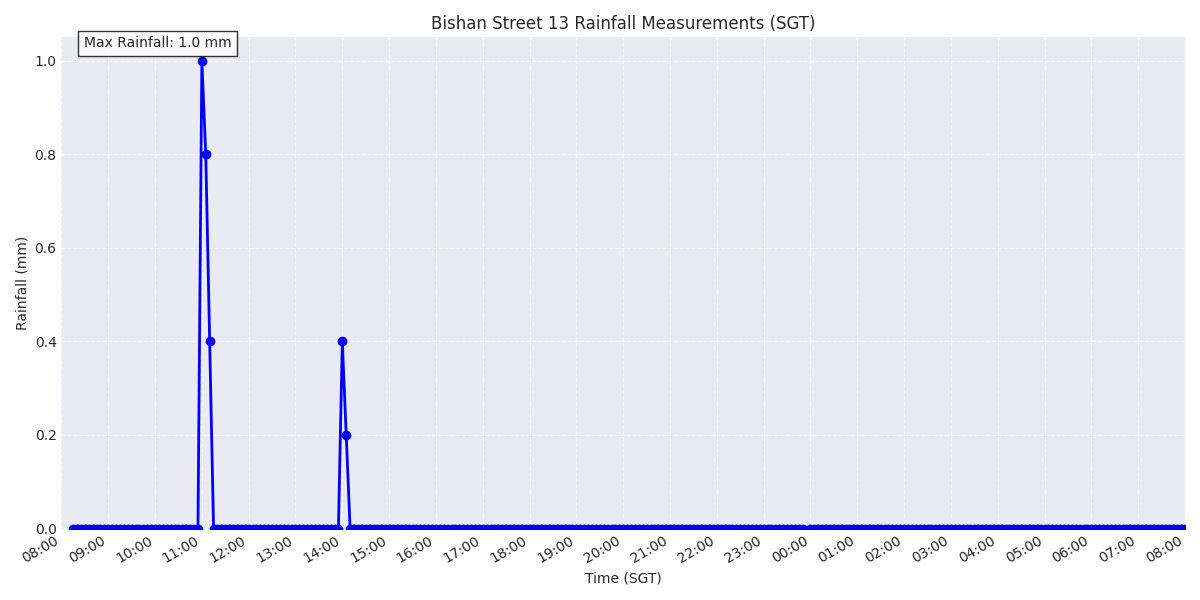 Bishan Street 13 Rainfall Measurements (SGT)
Max Rainfall: 1.0 mm
1.0
0.8
0.6
0.4
0.2
0.0
Rainfall (mm)
08:00 09:00 10:00 11:00 12:00 13:00 14:00 15:00 16:00 17:00 18:00 19:00 20:00 21:00 22:00 23:00 00:00 01:00 02:00 03:00 04:00 05:00 06:00 07:00 08:00
Time (SGT)